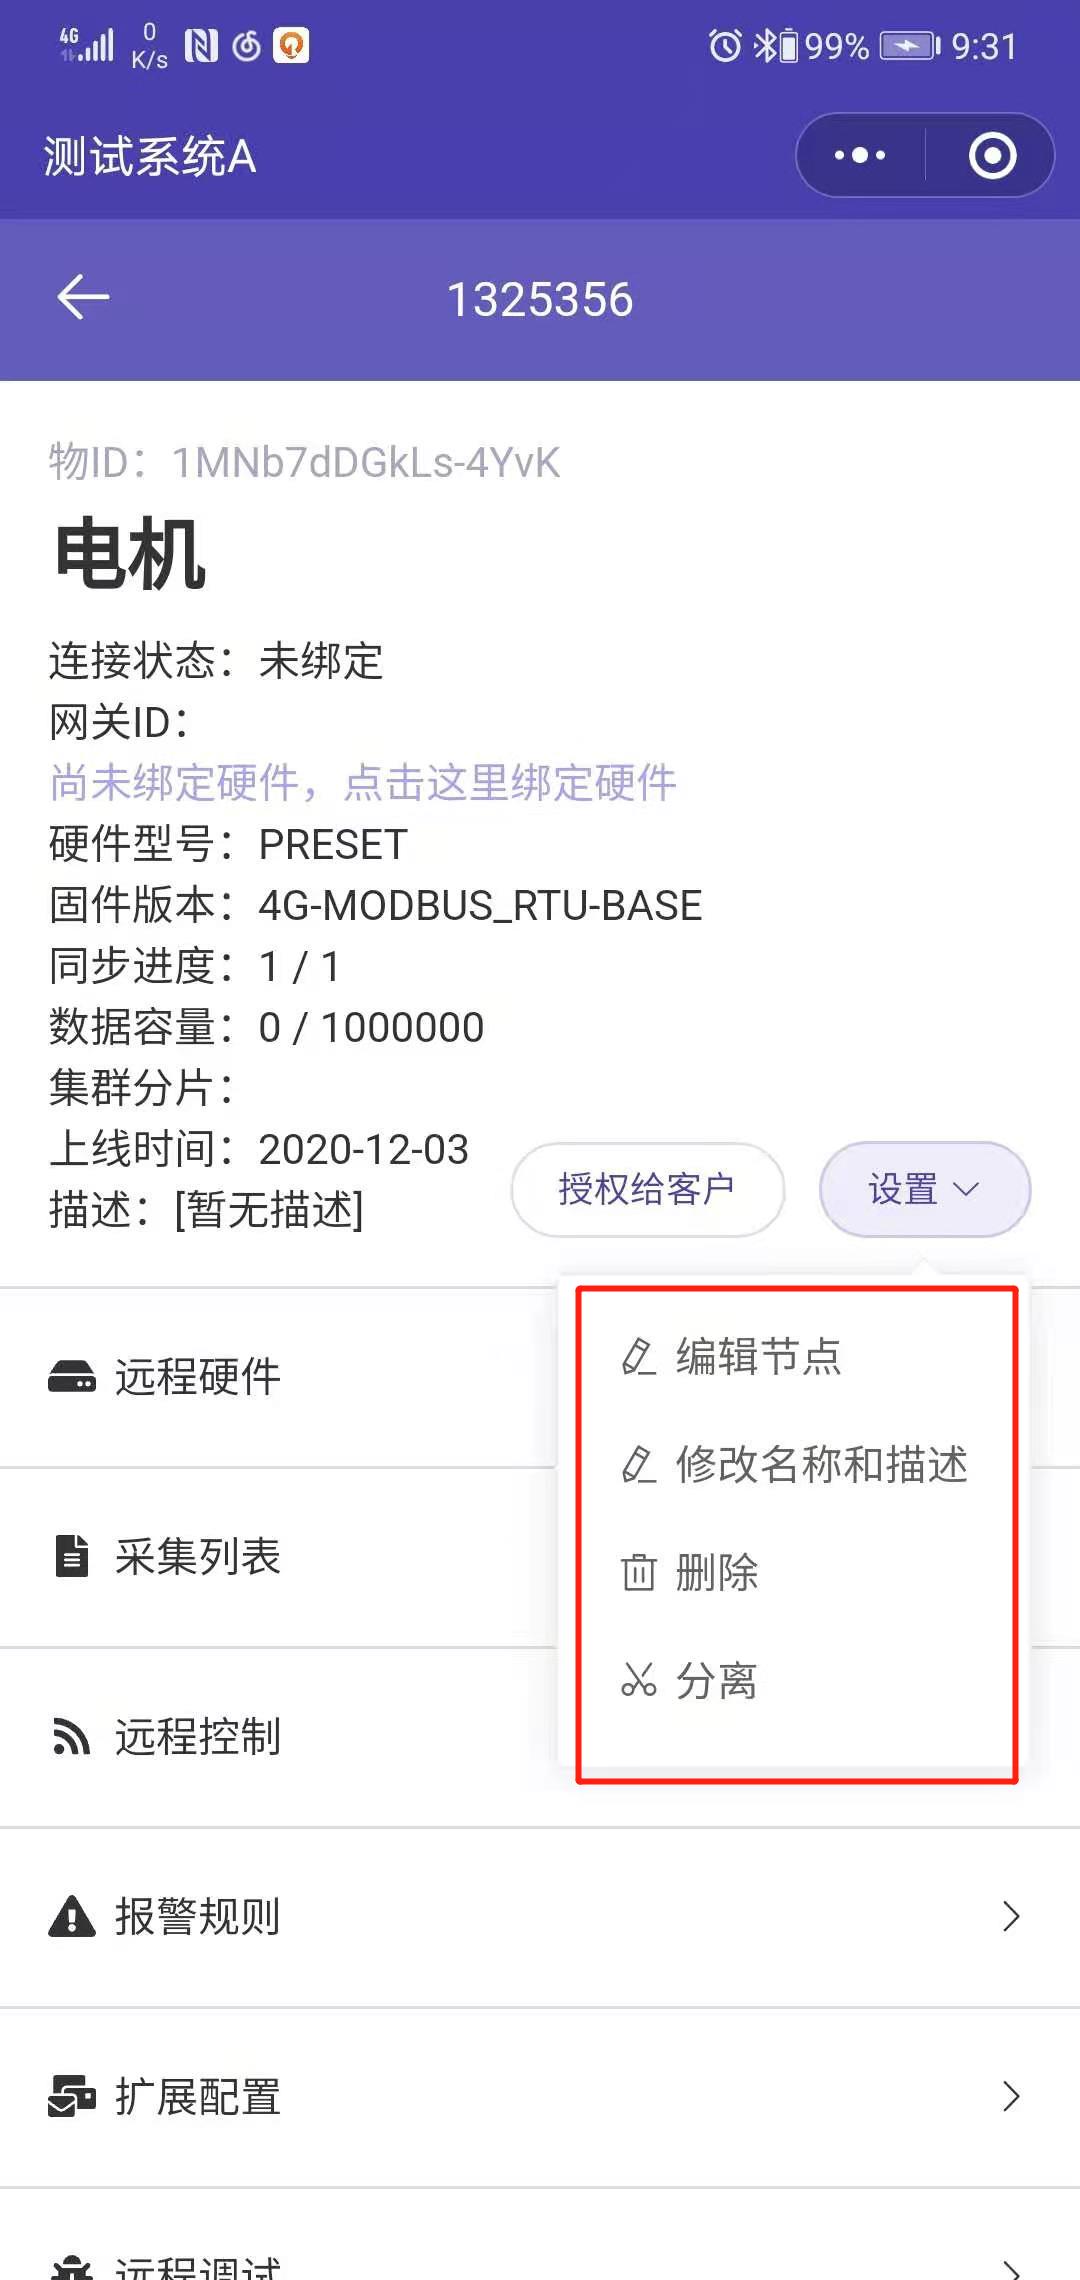 4G 0 K/s 99% 9:31
测试系统A
1325356
物ID：1MNb7dDGkLs-4YvK
电机
连接状态：未绑定
网关ID：
尚未绑定硬件，点击这里绑定硬件
硬件型号：PRESET
固件版本：4G-MODBUS_RTU-BASE
同步进度：1 / 1
数据容量：0 / 1000000
集群分片：
上线时间：2020-12-03
描述：[暂无描述]
授权给客户
设置
编辑节点
修改名称和描述
删除
分离
远程硬件
采集列表
远程控制
报警规则
扩展配置
远程调试